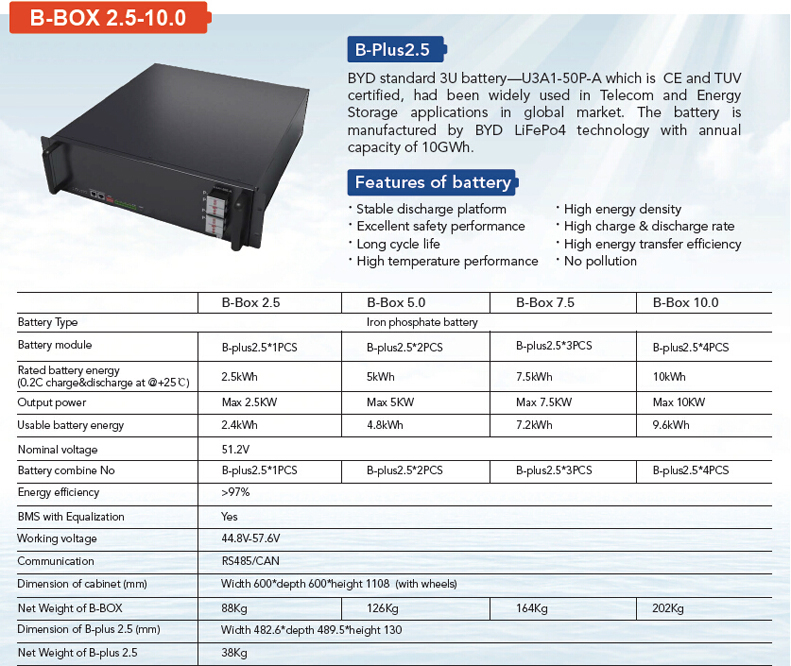 B-BOX 2.5-10.0
B-Plus2.5
BYD standard 3U battery—U3A1-50P-A which is CE and TUV
certified, had been widely used in Telecom and Energy
Storage applications in global market. The battery is
manufactured by BYD LiFePo4 technology with annual
capacity of 10GWh.
Features of battery
· Stable discharge platform
· Excellent safety performance
· Long cycle life
· High temperature performance
· High energy density
· High charge & discharge rate
· High energy transfer efficiency
· No pollution
B-Box 2.5 B-Box 5.0 B-Box 7.5 B-Box 10.0
Battery Type Iron phosphate battery
Battery module B-plus2.5*1PCS B-plus2.5*2PCS B-plus2.5*3PCS B-plus2.5*4PCS
Rated battery energy
(0.2C charge&discharge at @+25℃) 2.5kWh 5kWh 7.5kWh 10kWh
Output power Max 2.5KW Max 5KW Max 7.5KW Max 10KW
Usable battery energy 2.4kWh 4.8kWh 7.2kWh 9.6kWh
Nominal voltage 51.2V
Battery combine No B-plus2.5*1PCS B-plus2.5*2PCS B-plus2.5*3PCS B-plus2.5*4PCS
Energy efficiency >97%
BMS with Equalization Yes
Working voltage 44.8V-57.6V
Communication RS485/CAN
Dimension of cabinet (mm) Width 600*depth 600*height 1108 (with wheels)
Net Weight of B-BOX 88Kg 126Kg 164Kg 202Kg
Dimension of B-plus 2.5 (mm) Width 482.6*depth 489.5*height 130
Net Weight of B-plus 2.5 38Kg